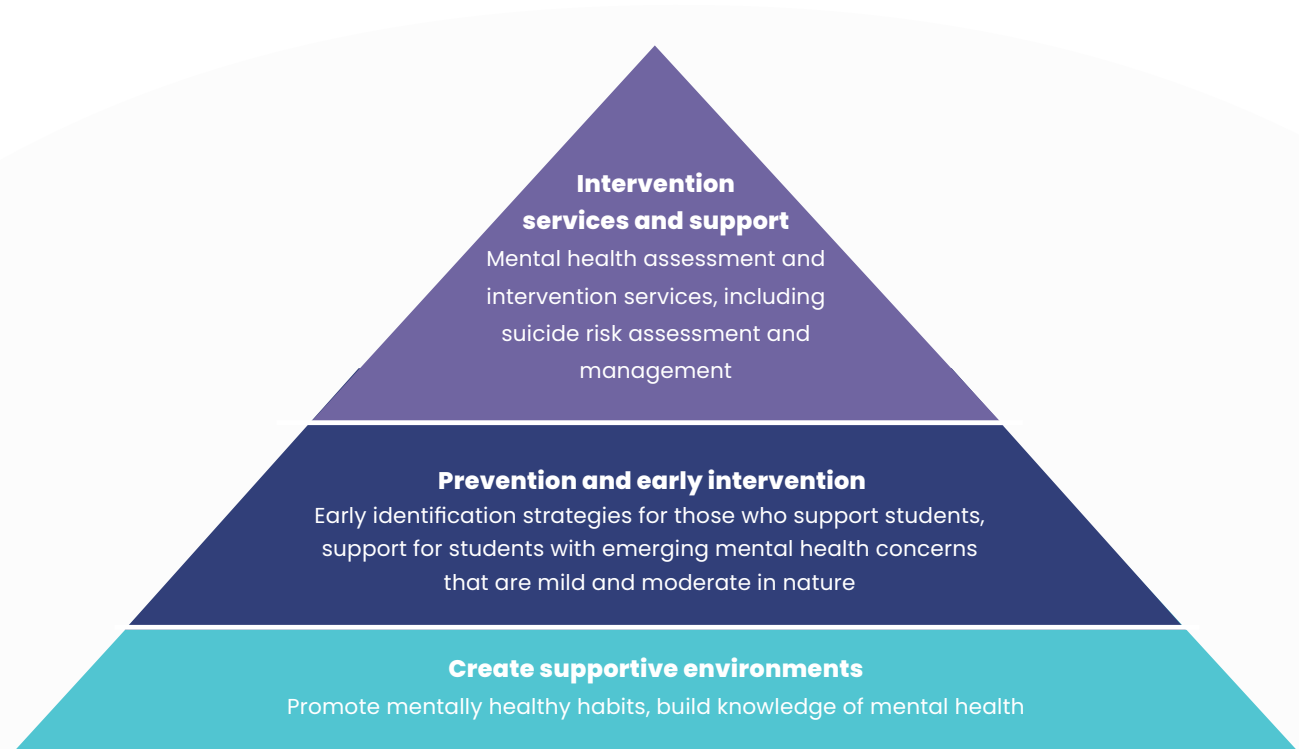 Intervention
services and support
Mental health assessment and
intervention services, including
suicide risk assessment and
management
Prevention and early intervention
Early identification strategies for those who support students,
support for students with emerging mental health concerns
that are mild and moderate in nature
Create supportive environments
Promote mentally healthy habits, build knowledge of mental health